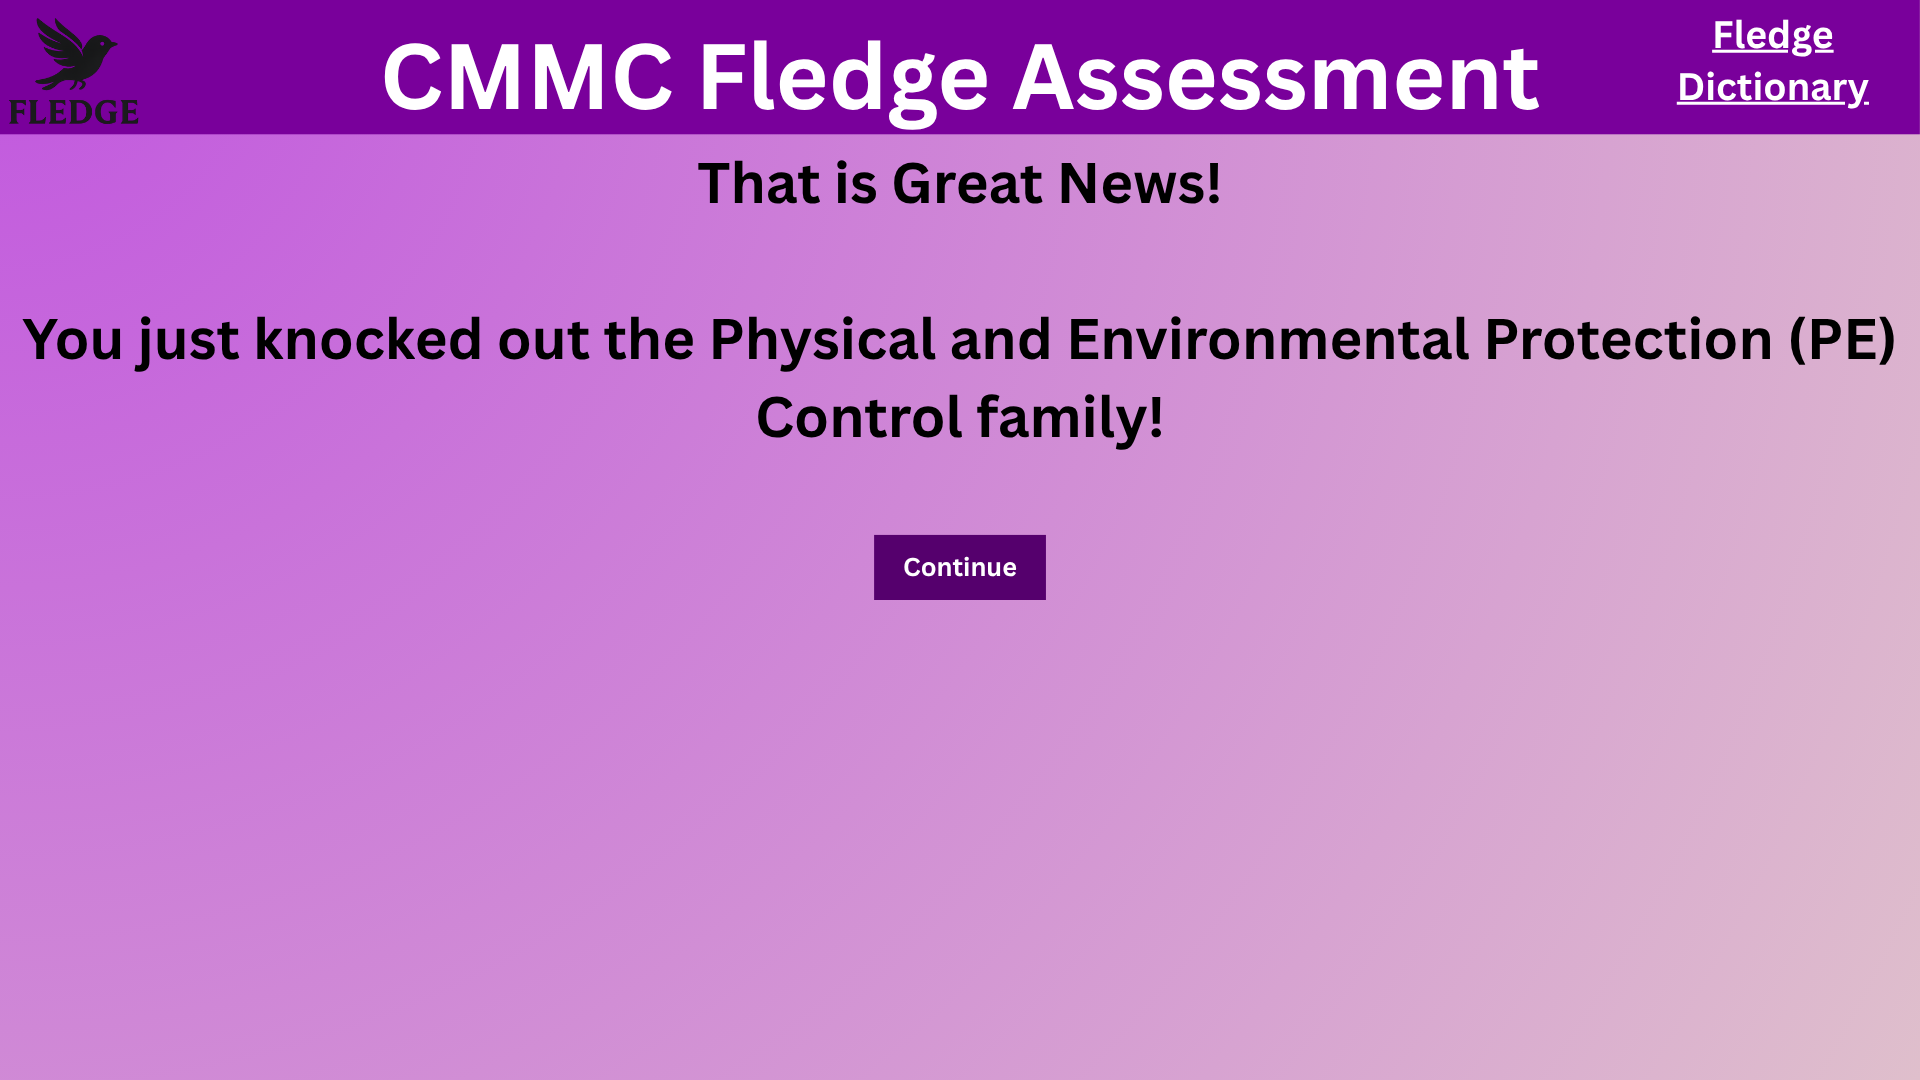 FLEDGE
CMMC Fledge Assessment
Fledge
Dictionary
That is Great News!
You just knocked out the Physical and Environmental Protection (PE)
Control family!
Continue